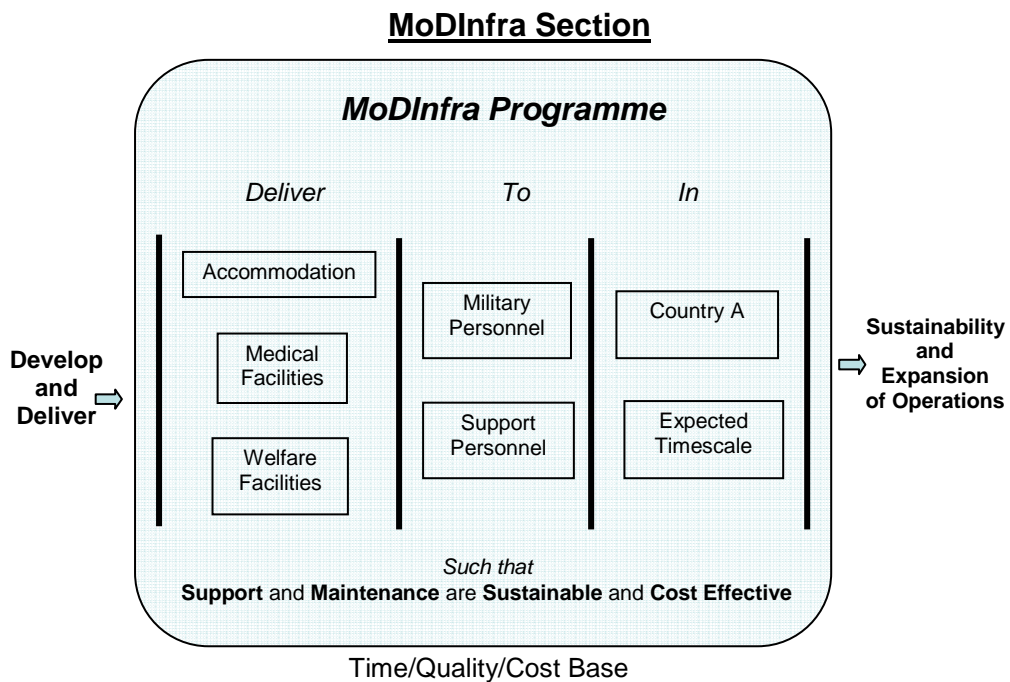 MoDInfra Section
MoDInfra Programme
Deliver
To
In
Accommodation
Medical
Facilities
Welfare
Facilities
Military
Personnel
Support
Personnel
Country A
Expected
Timescale
Develop
and
Deliver
Sustainability
and
Expansion
of Operations
Such that
Support and Maintenance are Sustainable and Cost Effective
Time/Quality/Cost Base